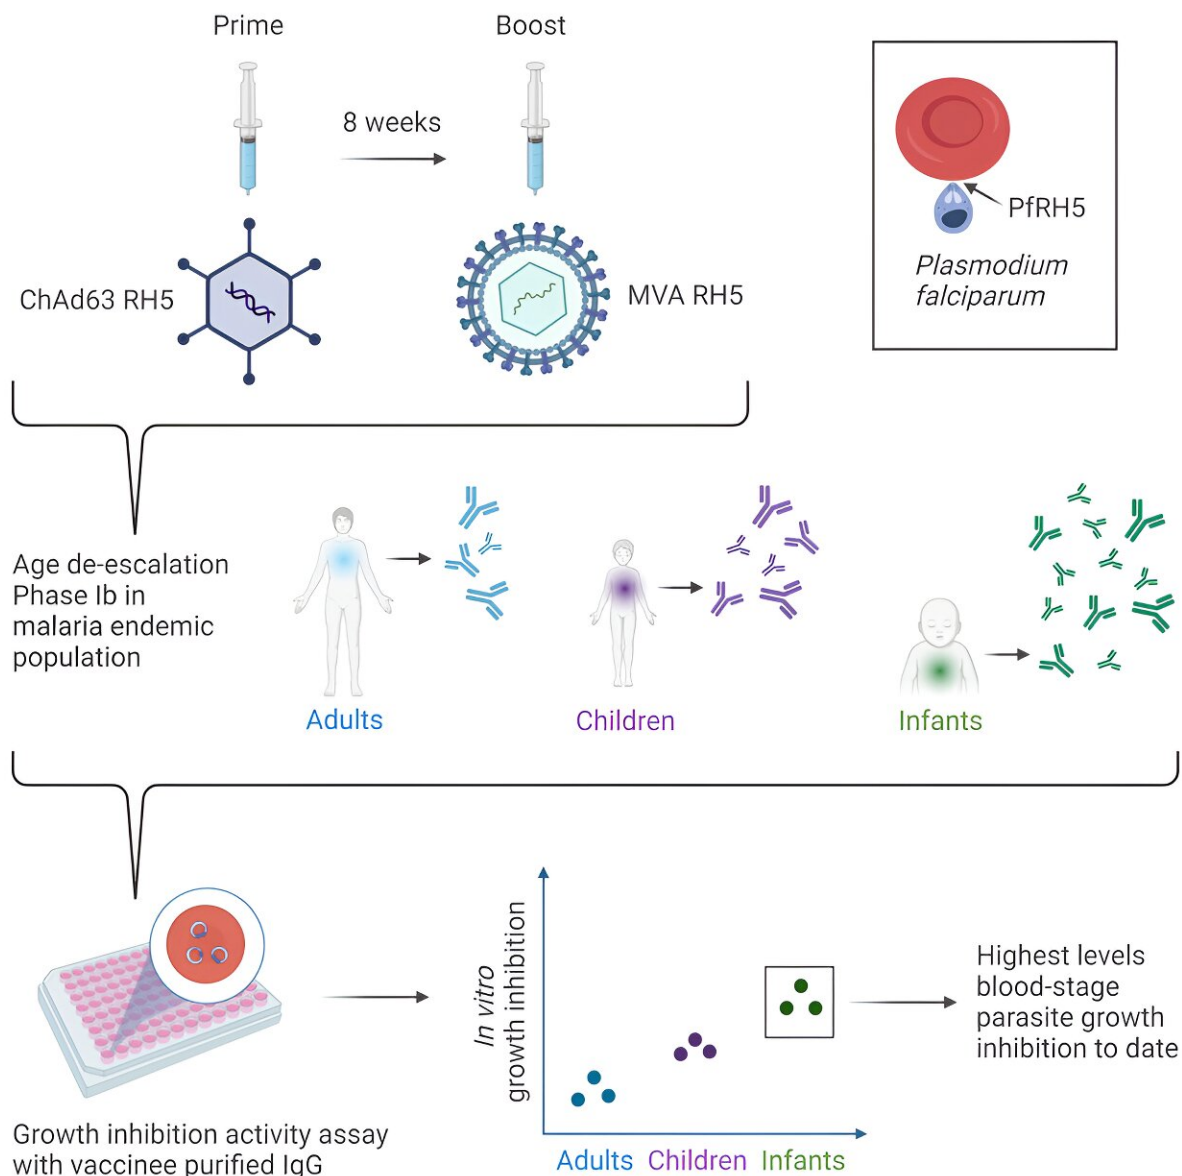 Prime
Boost
8 weeks
PfRH5
Plasmodium
falciparum
ChAd63 RH5
MVA RH5
Age de-escalation
Phase Ib in
malaria endemic
population
Adults
Children
Infants
In vitro
growth inhibition
Highest levels
blood-stage
parasite growth
inhibition to date
Growth inhibition activity assay
with vaccinee purified IgG
Adults Children Infants